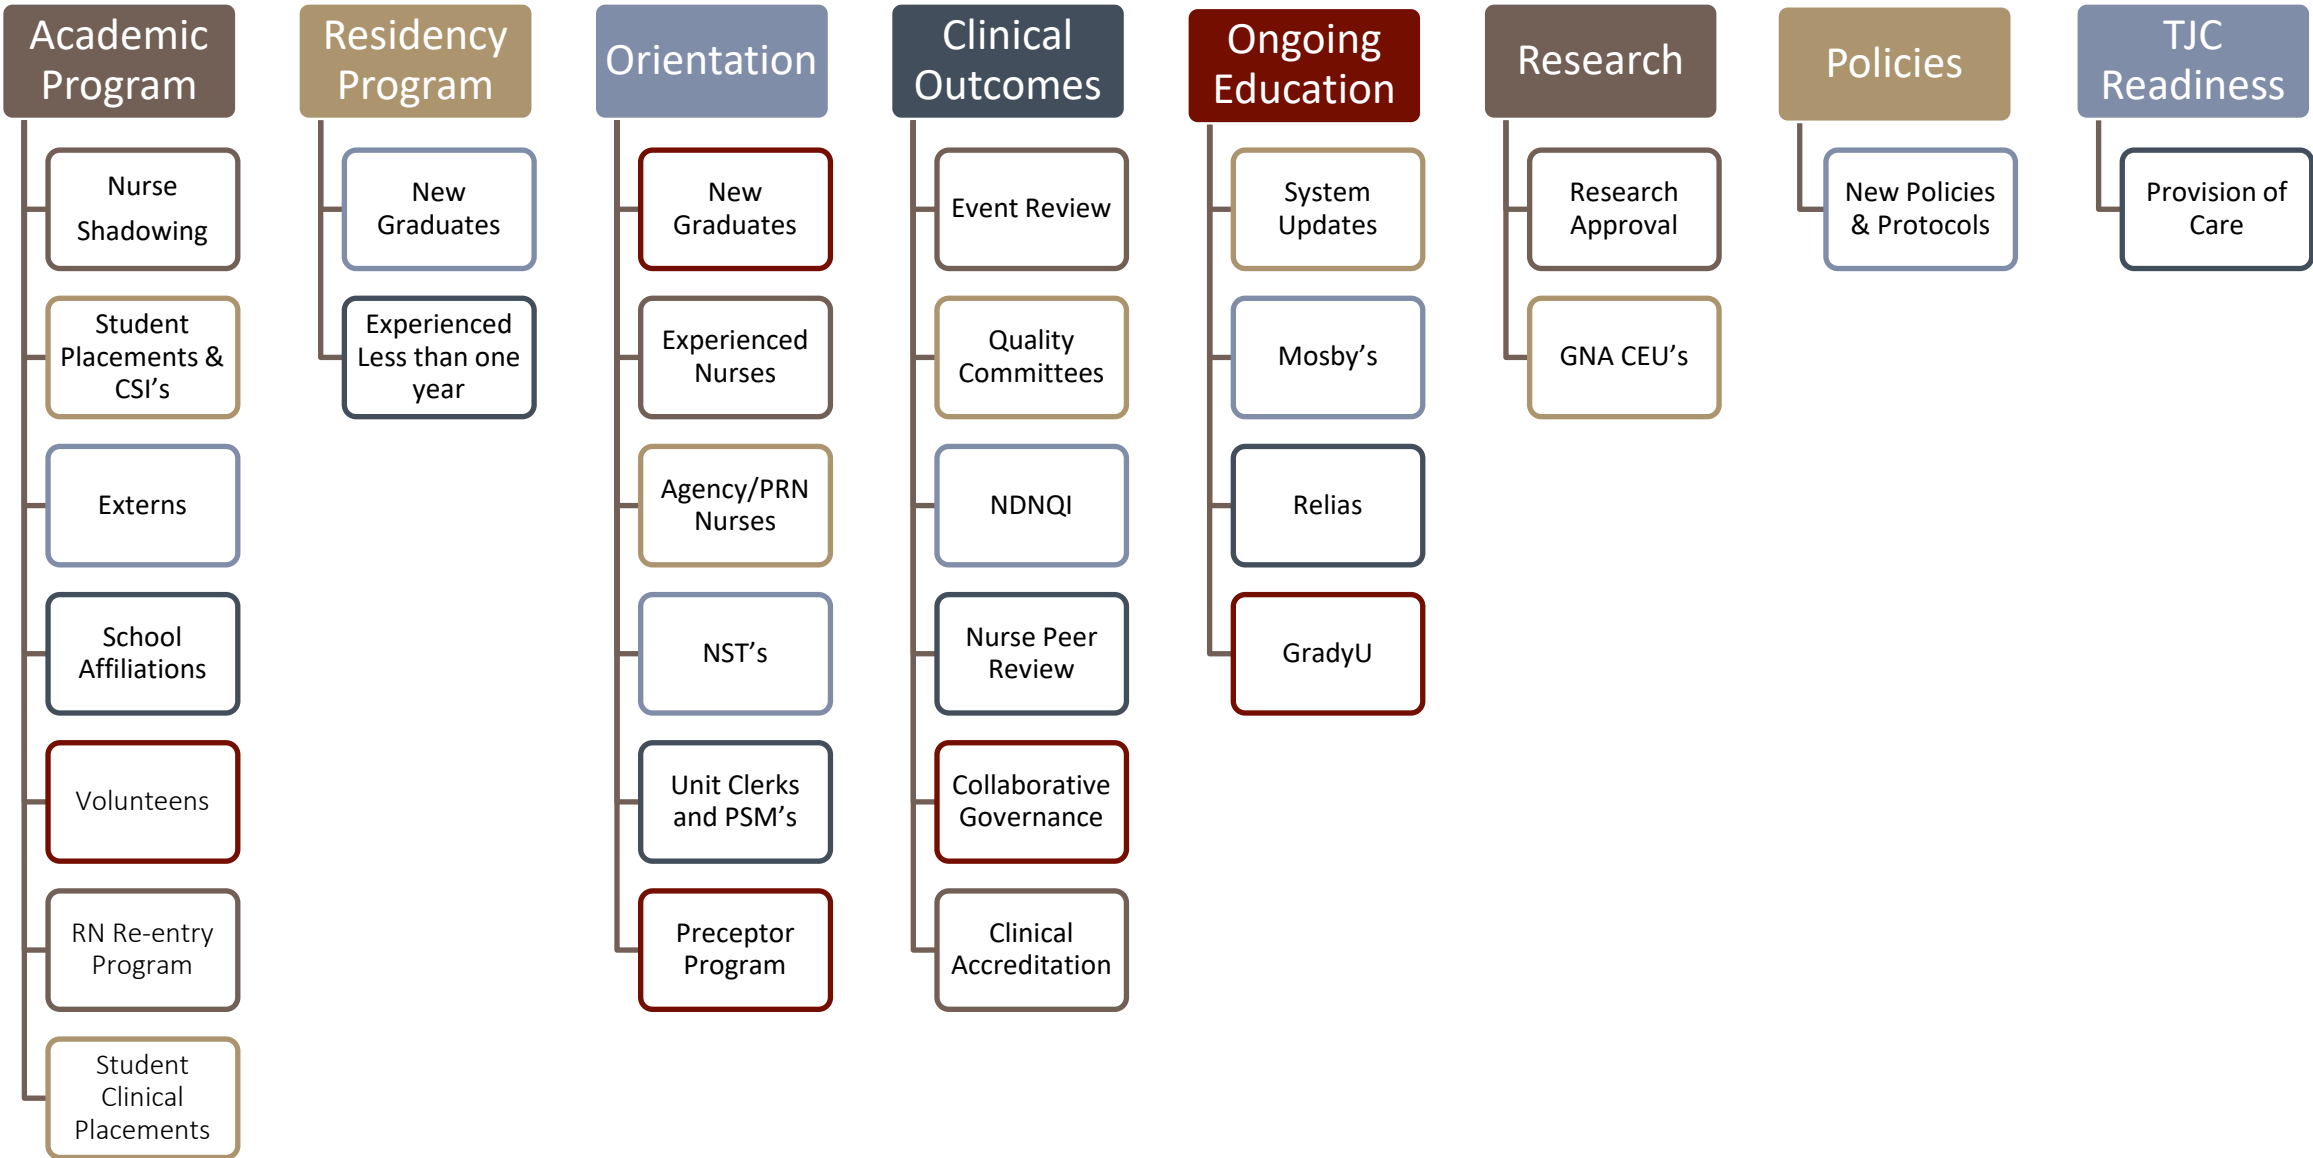 Academic
Program
Nurse
Shadowing
Student
Placements &
CSI's
Externs
School
Affiliations
Volunteens
RN Re-entry
Program
Student
Clinical
Placements
Residency
Program
New
Graduates
Experienced
Less than one
year
Orientation
New
Graduates
Experienced
Nurses
Agency/PRN
Nurses
NST's
Unit Clerks
and PSM's
Preceptor
Program
Clinical
Outcomes
Event Review
Quality
Committees
NDNQI
Nurse Peer
Review
Collaborative
Governance
Clinical
Accreditation
Ongoing
Education
System
Updates
Mosby's
Relias
GradyU
Research
Research
Approval
GNA CEU's
Policies
New Policies
& Protocols
TJC
Readiness
Provision of
Care